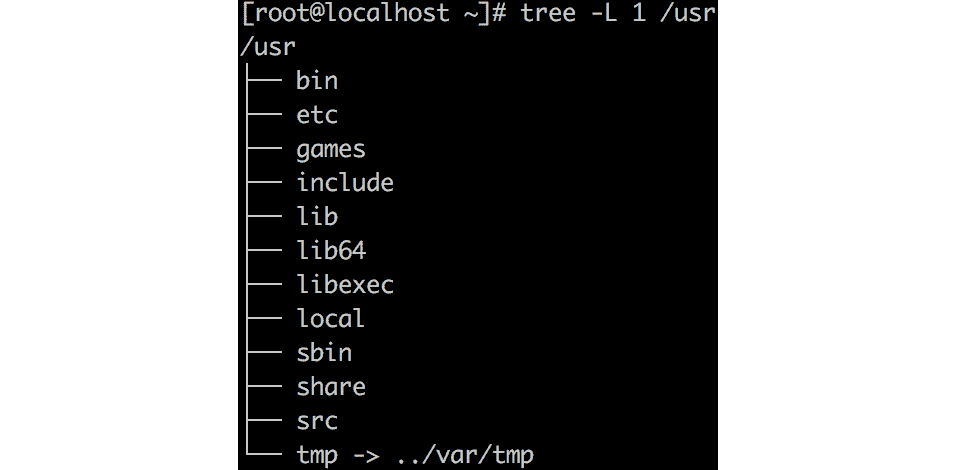 [root@localhost ~]# tree -L 1 /usr
/usr
├── bin
├── etc
├── games
├── include
├── lib
├── lib64
├── libexec
├── local
├── sbin
├── share
├── src
└── tmp -> ../var/tmp